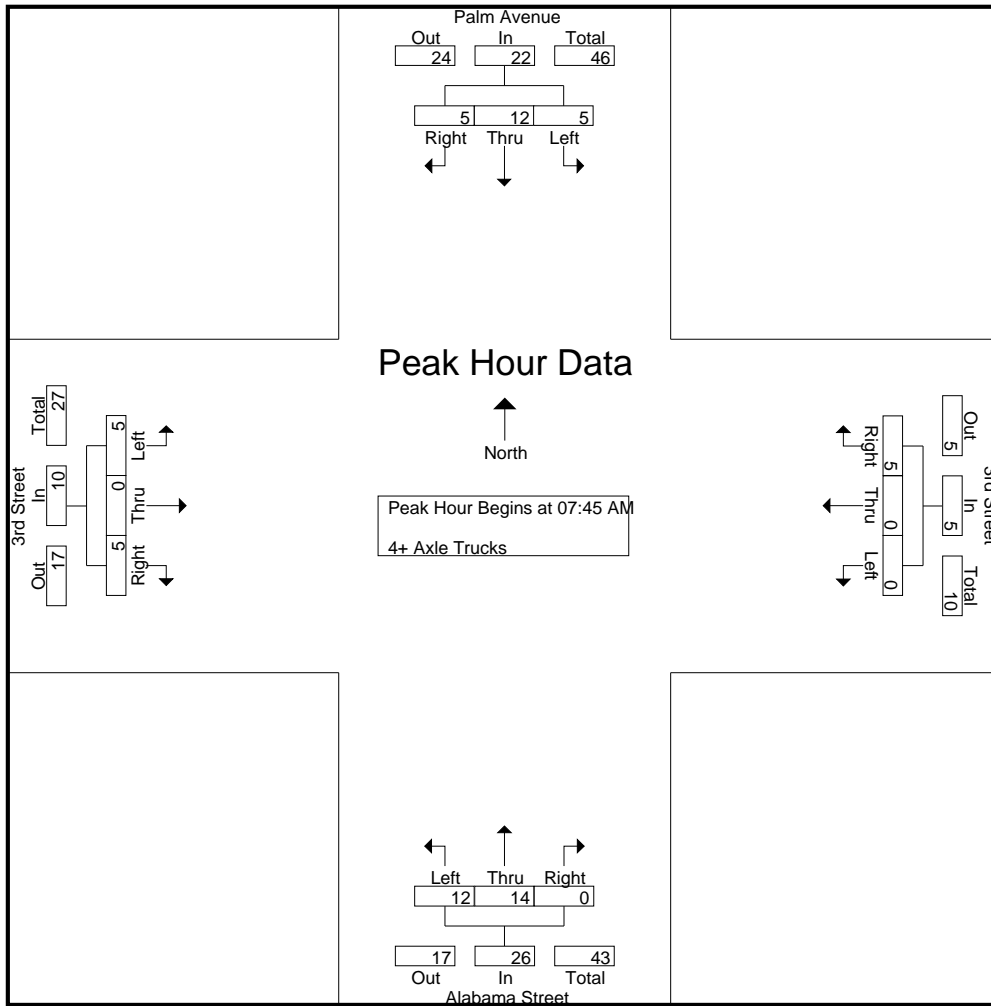 Palm Avenue
Out In Total
24 22 46
5 12 5
Right Thru Left
Peak Hour Data
North
Peak Hour Begins at 07:45 AM
4+ Axle Trucks
3rd Street
Out In Total
17 10 27
5 0 5
Left Thru Right
3rd Street
Out In Total
5 5 10
Right Thru Left
5 0 0
Left Thru Right
12 14 0
17 26 43
Out In Total
Alabama Street